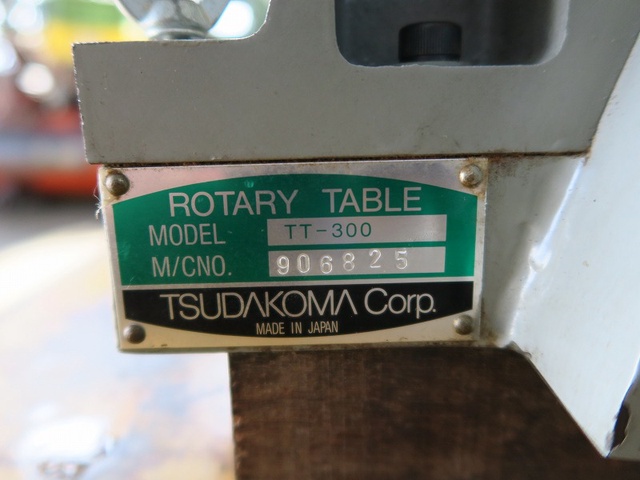 ROTARY TABLE
MODEL TT-300
M/CNO. 906825
TSUDAKOMA Corp.
MADE IN JAPAN